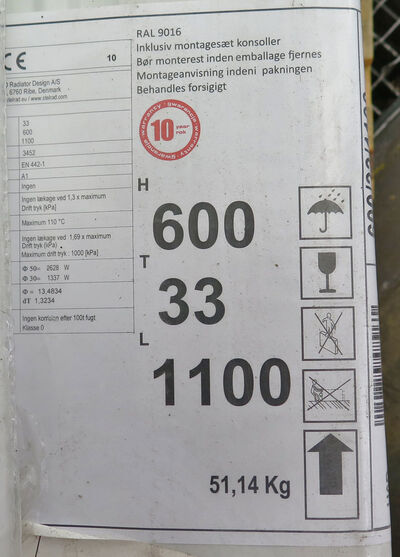 RAL 9016
Inklusiv montagesæt konsoller
Bør monterest inden emballage fjernes
Montageanvisning indeni pakningen
Behandles forsigtigt
CE 10
Radiator Design A/S
6760 Ribe, Denmark
33
600
1100
3452
EN 442-1
A1
Ingen
Ingen lækage ved 1,3 x maximum
Drift tryk [kPa]
Maximum 110 °C
Ingen lækage ved 1,69 x maximum
Drift tryk (kPa)
Maximum drift tryk : 1000 [kPa]
Φ 50= 2628 W
Φ 30= 1337 W
Φ = 13,4834
dT 1,3234
Ingen korrosion efter 100t fugt
Klasse 0
10 year
warranty
H
600
T
33
L
1100
51,14 Kg